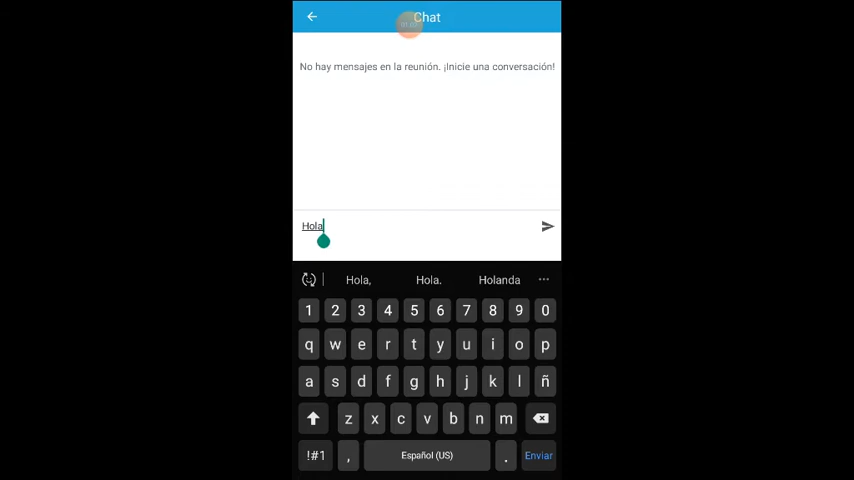 Chat
No hay mensajes en la reunión. ¡Inicie una conversación!
Hola
Hola, Hola. Holanda ...
1 2 3 4 5 6 7 8 9 0
q w e r t y u i o p
a s d f g h j k l ñ
z x c v b n m
!#1 , Español (US) . Enviar